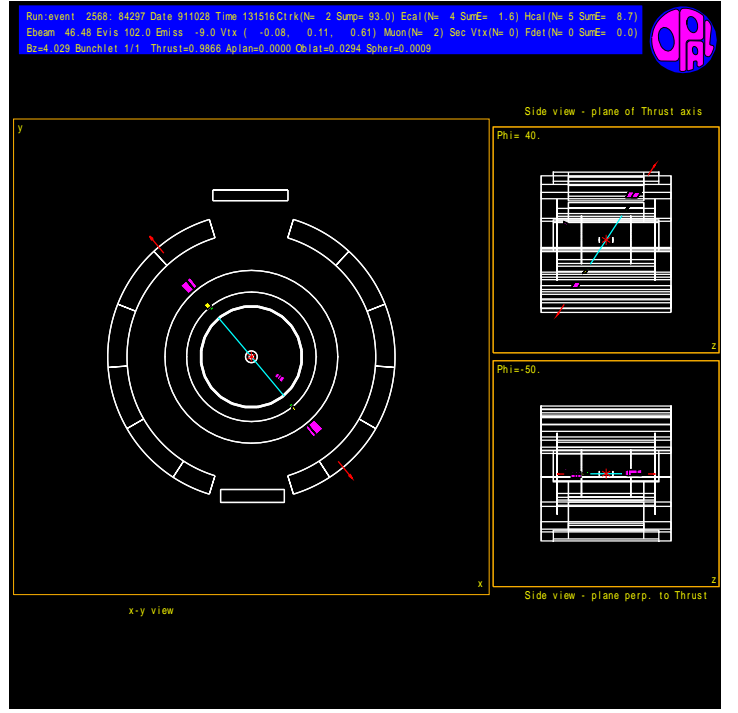 Run:event 2568: 84297 Date 911028 Time 131516 Ctrk(N= 2 Sump= 93.0) Ecal(N= 4 SumE= 1.6) Hcal(N= 5 SumE= 8.7)
Ebeam 46.48 Evis 102.0 Emiss -9.0 Vtx ( -0.08, 0.11, 0.61) Muon(N= 2) Sec Vtx(N= 0) Fdet(N= 0 SumE= 0.0)
Bz=4.029 Bunchlet 1/1 Thrust=0.9866 Aplan=0.0000 Oblat=0.0294 Spher=0.0009
OPAL
Side view - plane of Thrust axis
y
Phi= 40.
z
Phi=-50.
x
z
Side view - plane perp. to Thrust
x-y view